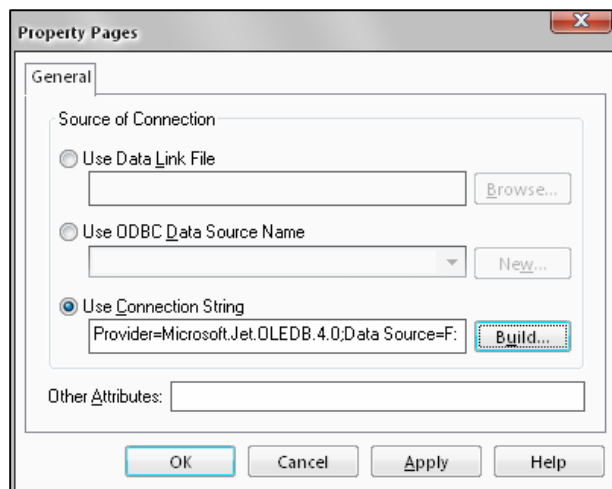 Property Pages
General
Source of Connection
Use Data Link File
Browse...
Use ODBC Data Source Name
New...
Use Connection String
Provider=Microsoft.Jet.OLEDB.4.0;Data Source=F:
Build...
Other Attributes:
OK Cancel Apply Help